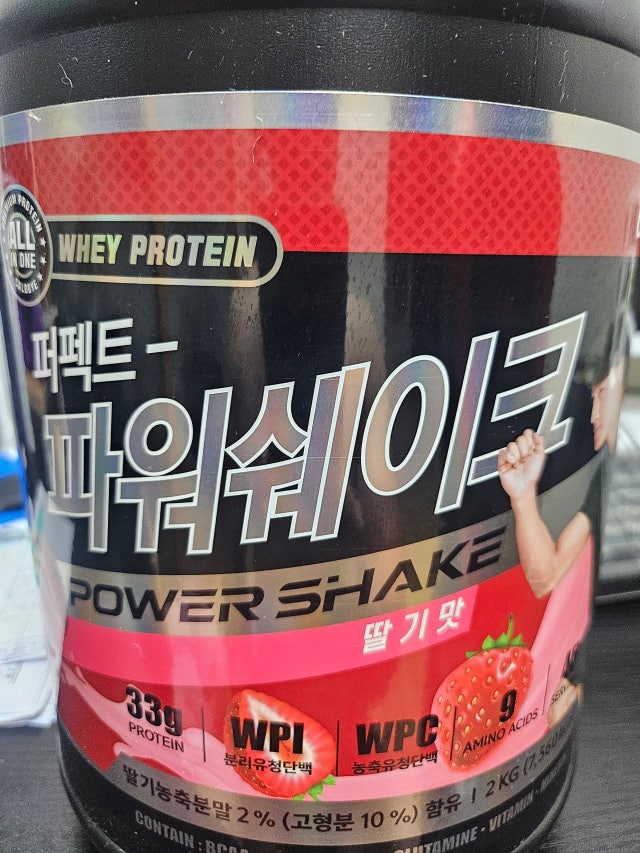 ALL
ONE
WHEY PROTEIN
퍼펙트-
파워쉐이크
POWER SHAKE
딸기맛
33g
PROTEIN
WPI
분리유청단백
WPC
농축유청단백
9
AMINO ACIDS
딸기농축분말 2% (고형분 10%) 함유 | 2KG
CONTAIN : BCAA
GLUTAMINE · VITAMIN ·